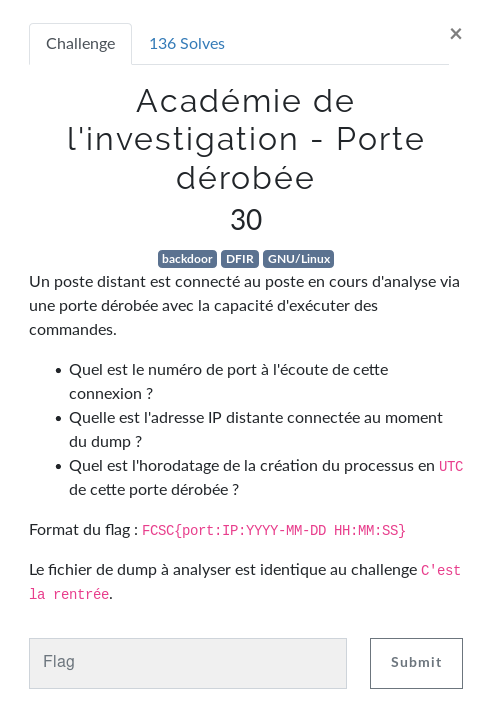 Challenge
136 Solves
×
Académie de
l'investigation - Porte
dérobée
30
backdoor DFIR GNU/Linux
Un poste distant est connecté au poste en cours d'analyse via
une porte dérobée avec la capacité d'exécuter des
commandes.
• Quel est le numéro de port à l'écoute de cette
connexion ?
• Quelle est l'adresse IP distante connectée au moment
du dump ?
• Quel est l'horodatage de la création du processus en UTC
de cette porte dérobée ?
Format du flag : FCSC{port:IP:YYYY-MM-DD HH:MM:SS}
Le fichier de dump à analyser est identique au challenge C'est
la rentrée.
Flag
Submit